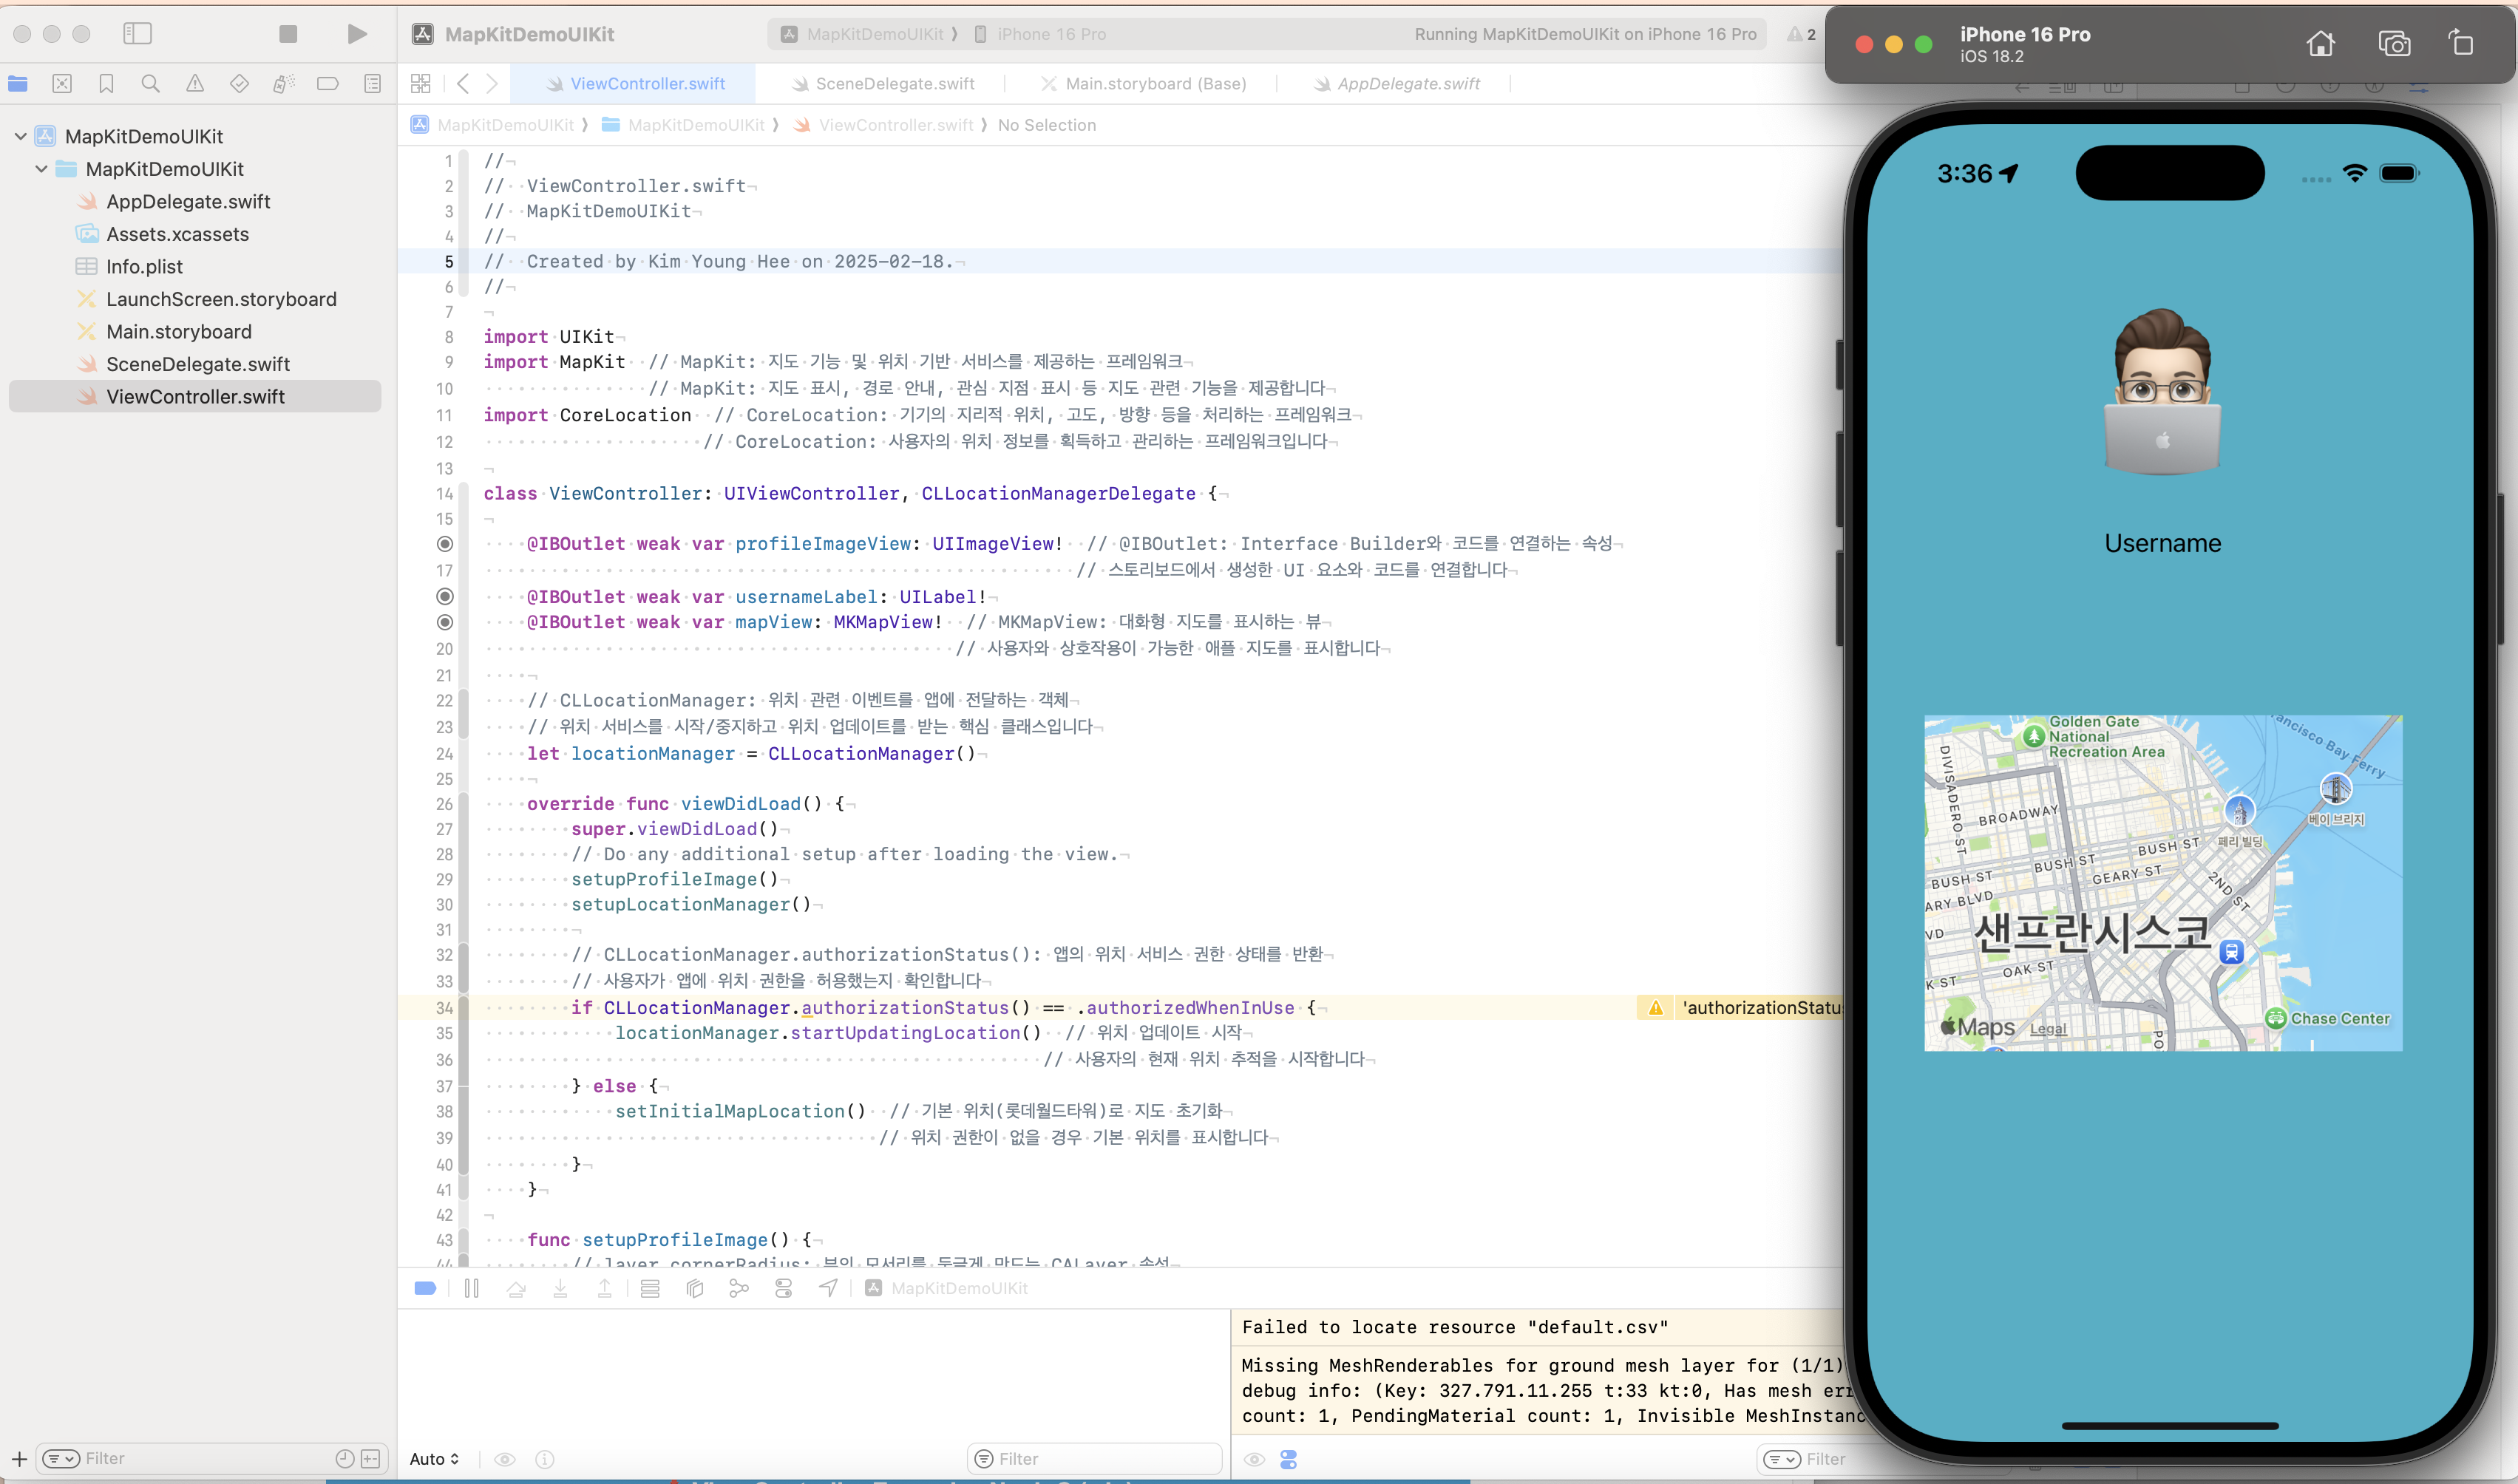 MapKitDemoUIKit
MapKitDemoUIKit
iPhone 16 Pro
Running MapKitDemoUIKit on iPhone 16 Pro
2
ViewController.swift
SceneDelegate.swift
Main.storyboard (Base)
AppDelegate.swift
MapKitDemoUIKit
MapKitDemoUIKit
ViewController.swift
No Selection
MapKitDemoUIKit
MapKitDemoUIKit
AppDelegate.swift
Assets.xcassets
Info.plist
LaunchScreen.storyboard
Main.storyboard
SceneDelegate.swift
ViewController.swift
Filter
1 //
2 // ViewController.swift
3 // MapKitDemoUIKit
4 //
5 // Created by Kim Young Hee on 2025-02-18.
6 //
7
8 import UIKit
9 import MapKit // MapKit: 지도 기능 및 위치 기반 서비스를 제공하는 프레임워크
10 // MapKit: 지도 표시, 경로 안내, 관심 지점 표시 등 지도 관련 기능을 제공합니다
11 import CoreLocation // CoreLocation: 기기의 지리적 위치, 고도, 방향 등을 처리하는 프레임워크
12 // CoreLocation: 사용자의 위치 정보를 획득하고 관리하는 프레임워크입니다
13
14 class ViewController: UIViewController, CLLocationManagerDelegate {
15
@IBOutlet weak var profileImageView: UIImageView! // @IBOutlet: Interface Builder와 코드를 연결하는 속성
17 // 스토리보드에서 생성한 UI 요소와 코드를 연결합니다
@IBOutlet weak var usernameLabel: UILabel!
@IBOutlet weak var mapView: MKMapView! // MKMapView: 대화형 지도를 표시하는 뷰
20 // 사용자와 상호작용이 가능한 애플 지도를 표시합니다
21
22 // CLLocationManager: 위치 관련 이벤트를 앱에 전달하는 객체
23 // 위치 서비스를 시작/중지하고 위치 업데이트를 받는 핵심 클래스입니다
24 let locationManager = CLLocationManager()
25
26 override func viewDidLoad() {
27 super.viewDidLoad()
28 // Do any additional setup after loading the view.
29 setupProfileImage()
30 setupLocationManager()
31
32 // CLLocationManager.authorizationStatus(): 앱의 위치 서비스 권한 상태를 반환
33 // 사용자가 앱에 위치 권한을 허용했는지 확인합니다
34 if CLLocationManager.authorizationStatus() == .authorizedWhenInUse {
'authorizationStatu
35 locationManager.startUpdatingLocation() // 위치 업데이트 시작
36 // 사용자의 현재 위치 추적을 시작합니다
37 } else {
38 setInitialMapLocation() // 기본 위치(롯데월드타워)로 지도 초기화
39 // 위치 권한이 없을 경우 기본 위치를 표시합니다
40 }
41 }
42
43 func setupProfileImage() {
44 // layer.cornerRadius: 뷰의 모서리를 둥글게 만드는 CALayer 속성
MapKitDemoUIKit
Auto
Filter
Failed to locate resource "default.csv"
Missing MeshRenderables for ground mesh layer for (1/1)
debug info: (Key: 327.791.11.255 t:33 kt:0, Has mesh err
count: 1, PendingMaterial count: 1, Invisible MeshInstanc
Filter
iPhone 16 Pro
iOS 18.2
3:36
Username
Golden Gate
National
Recreation Area
ancisco Bay Ferry
DIVISADERO ST
BROADWAY
베이 브리지
페리 빌딩
BUSH ST
BUSH ST
BUSH ST
GEARY ST
ARY BLVD
2ND ST
VD
샌프란시스코
OAK ST
K ST
Chase Center
Maps
Legal
PO